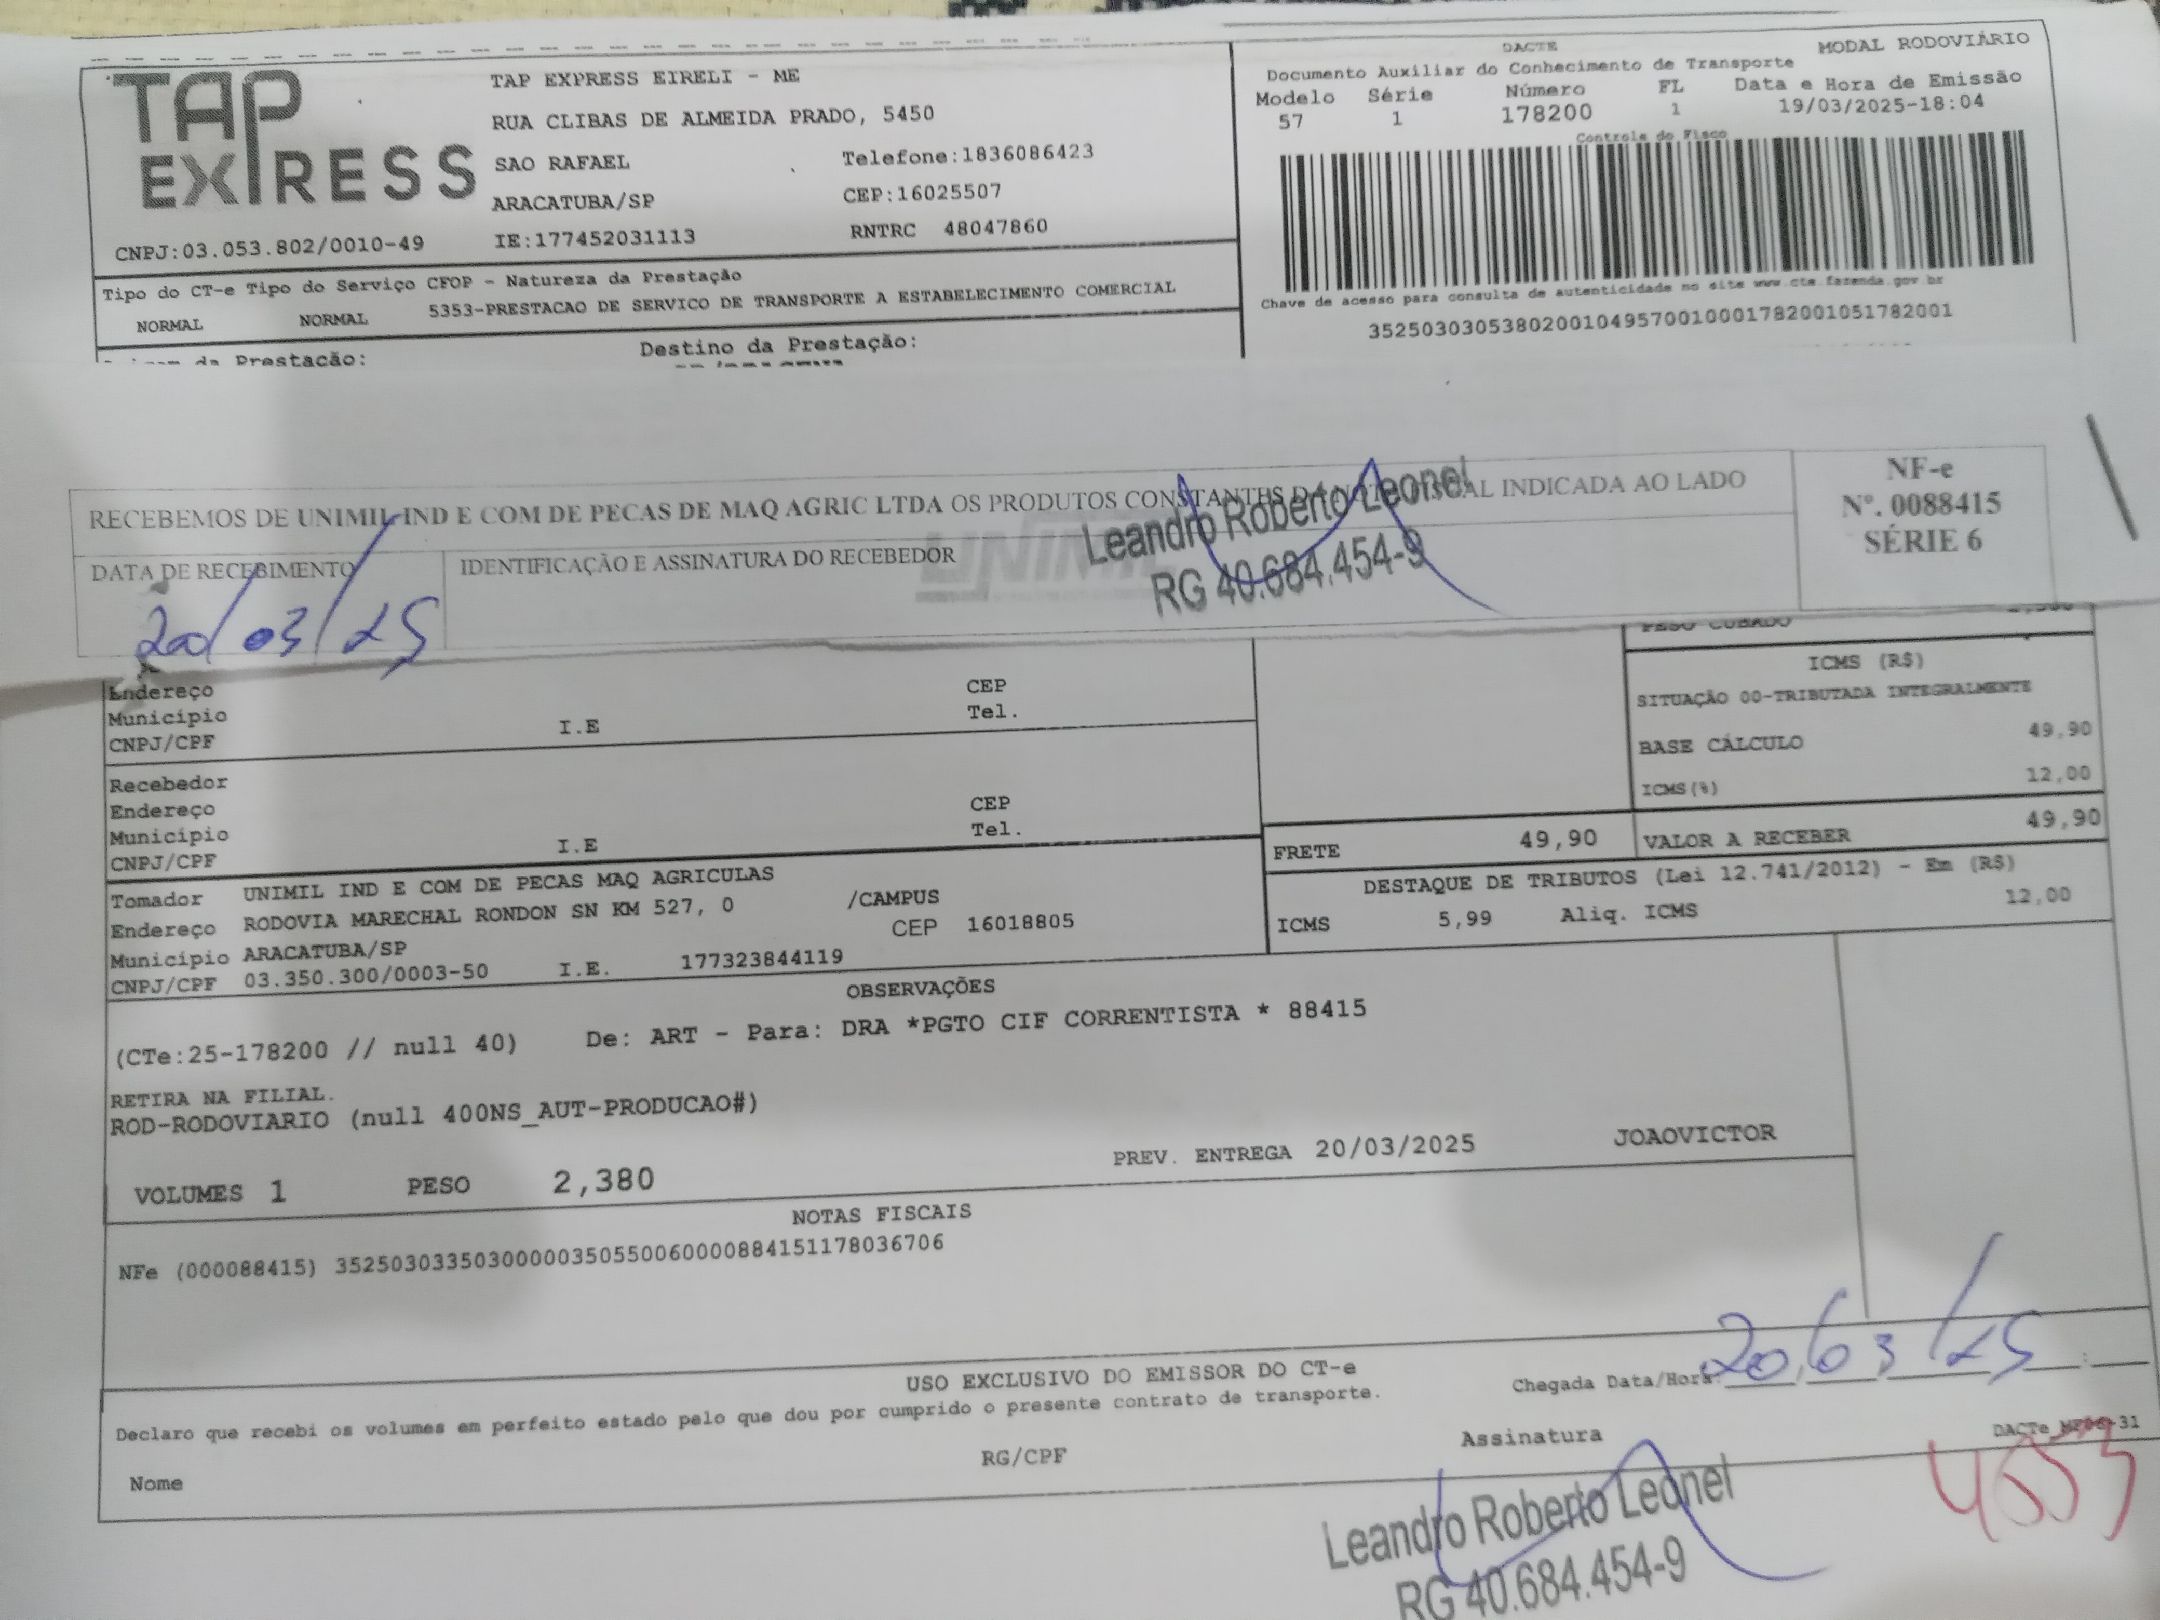 TAP
EXPRESS
TAP EXPRESS EIRELI - ME
RUA CLIBAS DE ALMEIDA PRADO, 5450
SAO RAFAEL Telefone:1836086423
ARACATUBA/SP CEP:16025507
CNPJ:03.053.802/0010-49 IE:177452031113 RNTRC 48047860
DACTE MODAL RODOVIÁRIO
Documento Auxiliar do Conhecimento de Transporte
Modelo Série Número FL Data e Hora de Emissão
57 1 178200 1 19/03/2025-18:04
Controle do Fisco
Chave de acesso para consulta de autenticidade no site www.cte.fazenda.gov.br
35250303053802001049570010001782001051782001
Tipo do CT-e Tipo do Serviço CFOP - Natureza da Prestação
NORMAL NORMAL 5353-PRESTACAO DE SERVICO DE TRANSPORTE A ESTABELECIMENTO COMERCIAL
da Prestação: Destino da Prestação:
RECEBEMOS DE UNIMIL IND E COM DE PECAS DE MAQ AGRIC LTDA OS PRODUTOS CONSTANTES DA NOTA FISCAL INDICADA AO LADO
NF-e
Nº. 0088415
SÉRIE 6
DATA DE RECEBIMENTO IDENTIFICAÇÃO E ASSINATURA DO RECEBEDOR
UNIMIL
Leandro Roberto Leonel
RG 40.684.454-9
20/03/25
PESO CUBADO
Endereço CEP
Município I.E Tel.
CNPJ/CPF
Recebedor
Endereço CEP
Município Tel.
CNPJ/CPF I.E
ICMS (R$)
SITUAÇÃO 00-TRIBUTADA INTEGRALMENTE
BASE CÁLCULO 49,90
ICMS(%) 12,00
FRETE 49,90 VALOR A RECEBER 49,90
DESTAQUE DE TRIBUTOS (Lei 12.741/2012) - Em (R$)
ICMS 5,99 Aliq. ICMS 12,00
Tomador UNIMIL IND E COM DE PECAS MAQ AGRICULAS
Endereço RODOVIA MARECHAL RONDON SN KM 527, 0 /CAMPUS
Município ARACATUBA/SP CEP 16018805
CNPJ/CPF 03.350.300/0003-50 I.E. 177323844119
OBSERVAÇÕES
(CTe:25-178200 // null 40) De: ART - Para: DRA *PGTO CIF CORRENTISTA * 88415
RETIRA NA FILIAL.
ROD-RODOVIARIO (null 400NS_AUT-PRODUCAO#)
VOLUMES 1 PESO 2,380 PREV. ENTREGA 20/03/2025 JOAOVICTOR
NOTAS FISCAIS
NFe (000088415) 35250303350300000350550060000884151178036706
USO EXCLUSIVO DO EMISSOR DO CT-e
Declaro que recebi os volumes em perfeito estado pelo que dou por cumprido o presente contrato de transporte.
Chegada Data/Hora: 20/03/25
Nome RG/CPF Assinatura
Leandro Roberto Leonel
RG 40.684.454-9